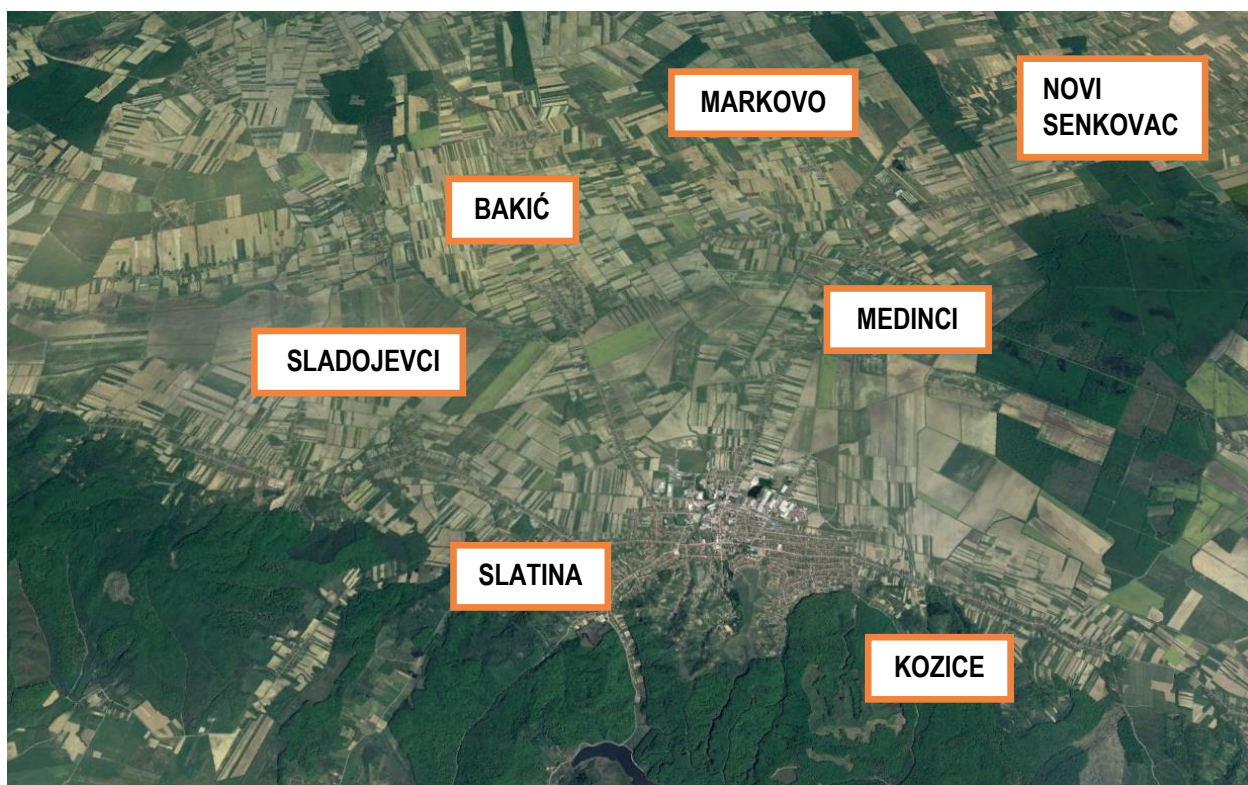 MARKOVO
NOVI
SENKOVAC
BAKIĆ
MEDINCI
SLADOJEVCI
SLATINA
KOZICE